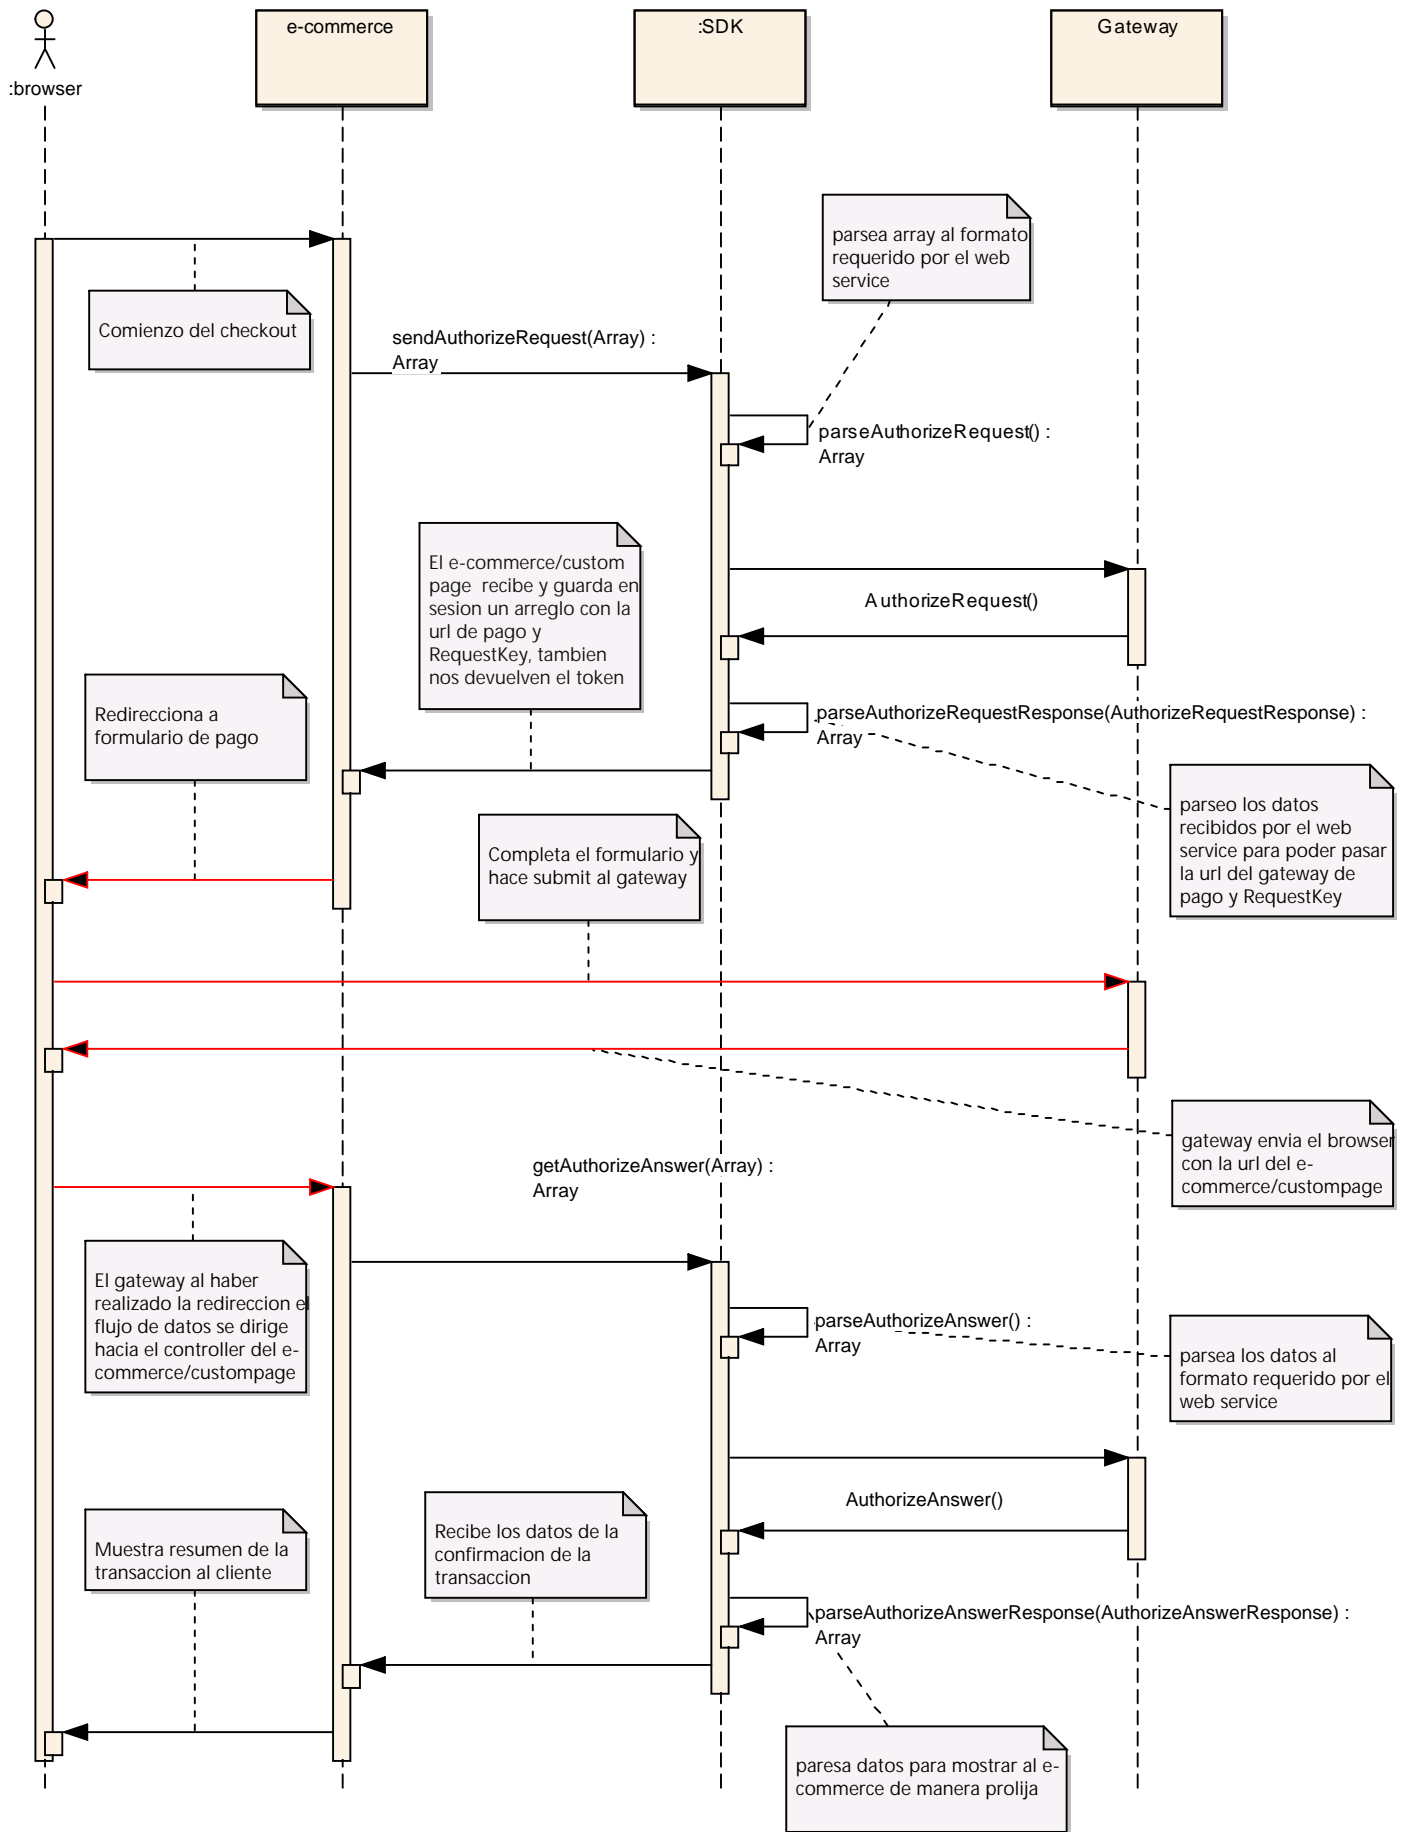 :browser
e-commerce
:SDK
Gateway
parsea array al formato
requerido por el web
service
Comienzo del checkout
sendAuthorizeRequest(Array) :
Array
parseAuthorizeRequest() :
Array
El e-commerce/custom
page recibe y guarda en
sesion un arreglo con la
url de pago y
RequestKey, tambien
nos devuelven el token
AuthorizeRequest()
Redirecciona a
formulario de pago
parseAuthorizeRequestResponse(AuthorizeRequestResponse) :
Array
parseo los datos
recibidos por el web
service para poder pasar
la url del gateway de
pago y RequestKey
Completa el formulario y
hace submit al gateway
gateway envia el browser
con la url del e-
commerce/custompage
getAuthorizeAnswer(Array) :
Array
El gateway al haber
realizado la redireccion el
flujo de datos se dirige
hacia el controller del e-
commerce/custompage
parseAuthorizeAnswer() :
Array
parsea los datos al
formato requerido por el
web service
AuthorizeAnswer()
Recibe los datos de la
confirmacion de la
transaccion
Muestra resumen de la
transaccion al cliente
parseAuthorizeAnswerResponse(AuthorizeAnswerResponse) :
Array
paresa datos para mostrar al e-
commerce de manera prolija